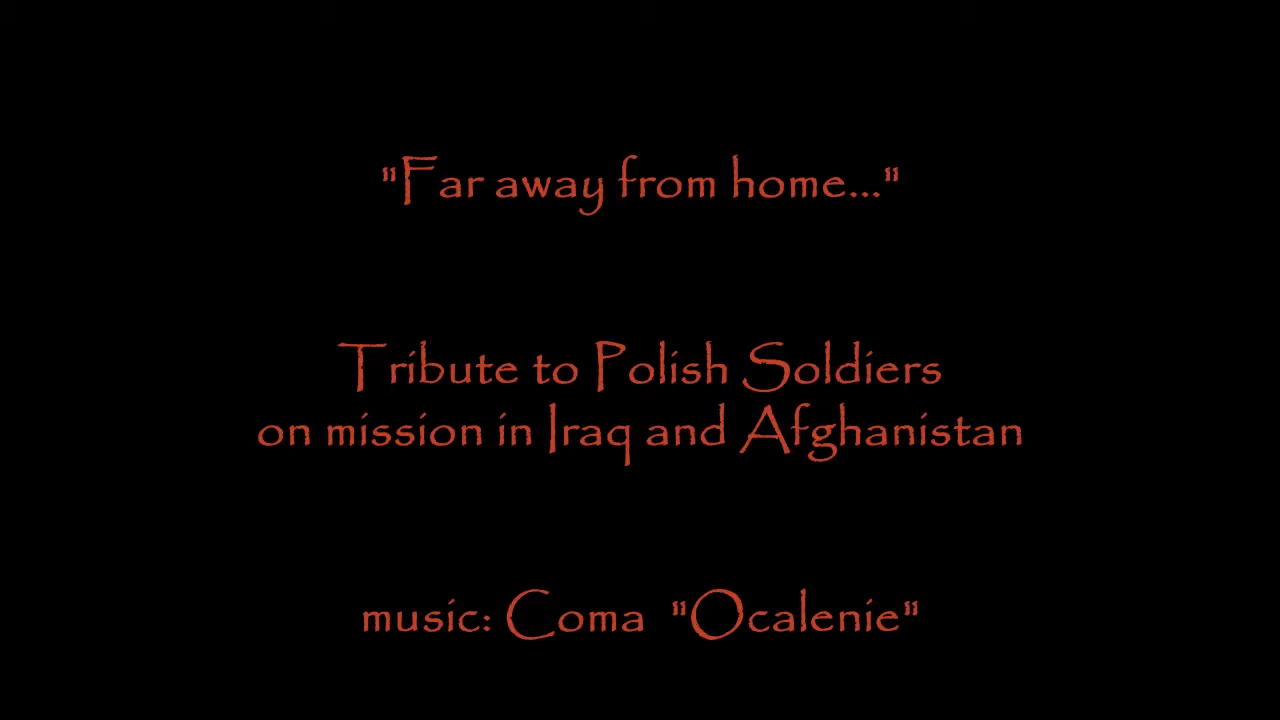 "Far away from home..."
Tribute to Polish Soldiers
on mission in Iraq and Afghanistan
music: Coma "Ocalenie"